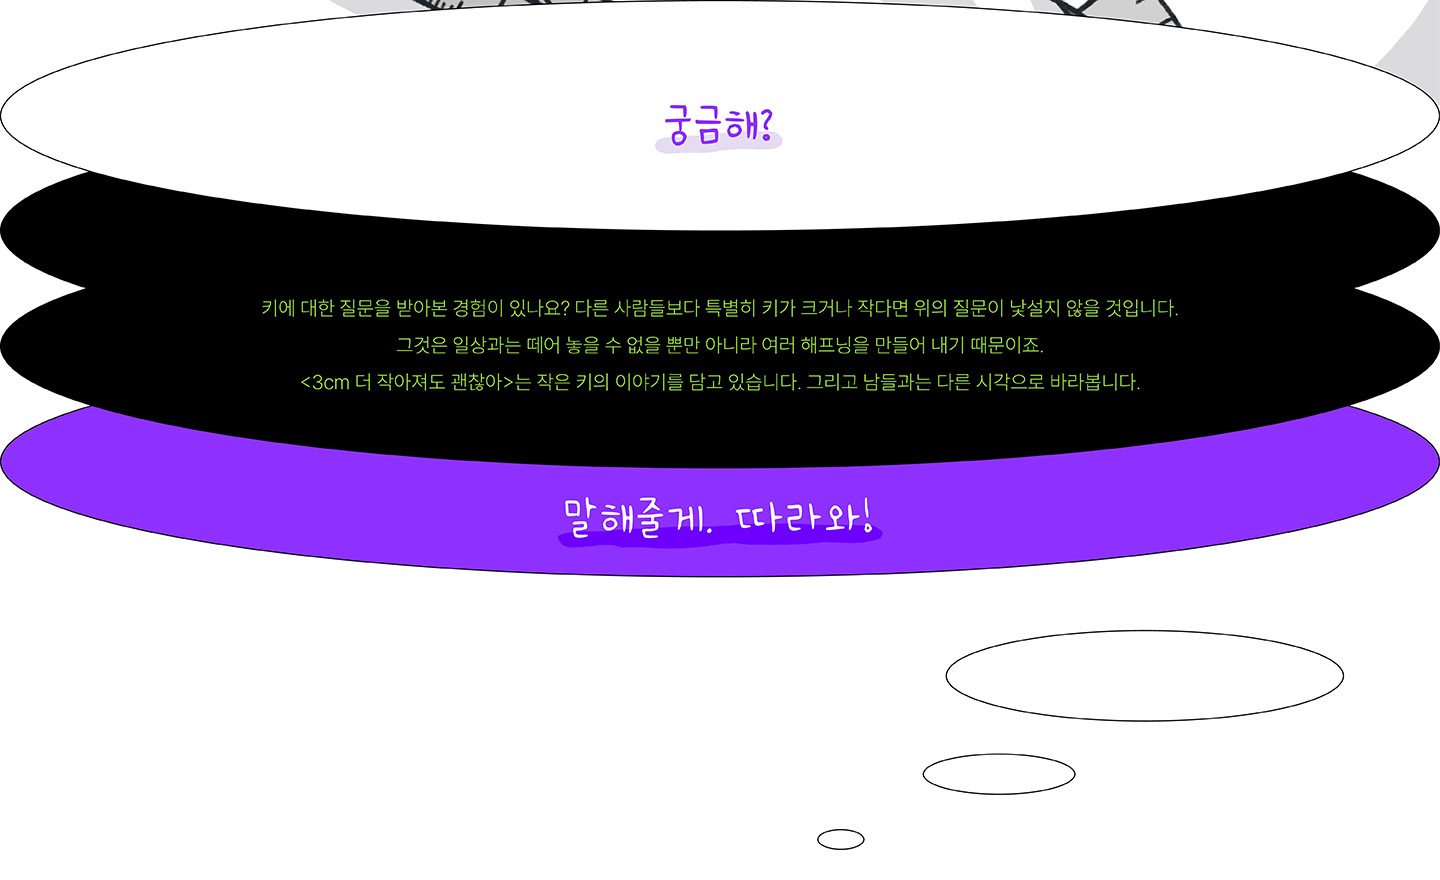 궁금해?
키에 대한 질문을 받아본 경험이 있나요? 다른 사람들보다 특별히 키가 크거나 작다면 위의 질문이 낯설지 않을 것입니다.
그것은 일상과는 떼어 놓을 수 없을 뿐만 아니라 여러 해프닝을 만들어 내기 때문이죠.
<3cm 더 작아져도 괜찮아>는 작은 키의 이야기를 담고 있습니다. 그리고 남들과는 다른 시각으로 바라봅니다.
말해줄게. 따라와!